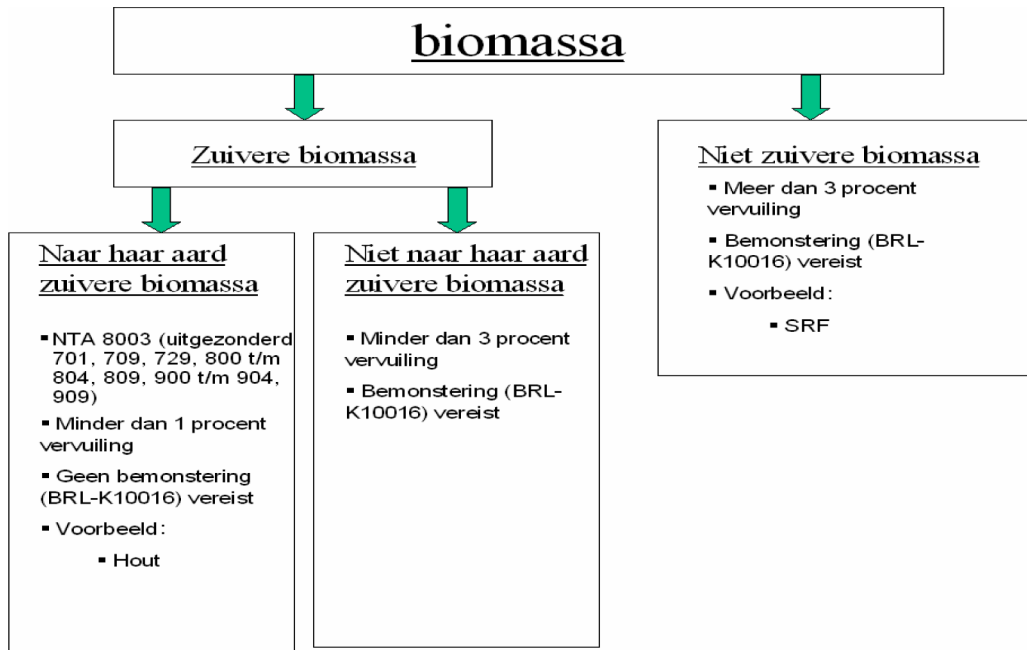 biomassa
Zuivere biomassa
Naar haar aard
zuivere biomassa
▪ NTA 8003 (uitgezonderd
701, 709, 729, 800 t/m
804, 809, 900 t/m 904,
909)
▪ Minder dan 1 procent
vervuiling
▪ Geen bemonstering
(BRL-K10016) vereist
▪ Voorbeeld:
▪ Hout
Niet naar haar aard
zuivere biomassa
▪ Minder dan 3 procent
vervuiling
▪ Bemonstering (BRL-
K10016) vereist
Niet zuivere biomassa
▪ Meer dan 3 procent
vervuiling
▪ Bemonstering (BRL-
K10016) vereist
▪ Voorbeeld:
▪ SRF